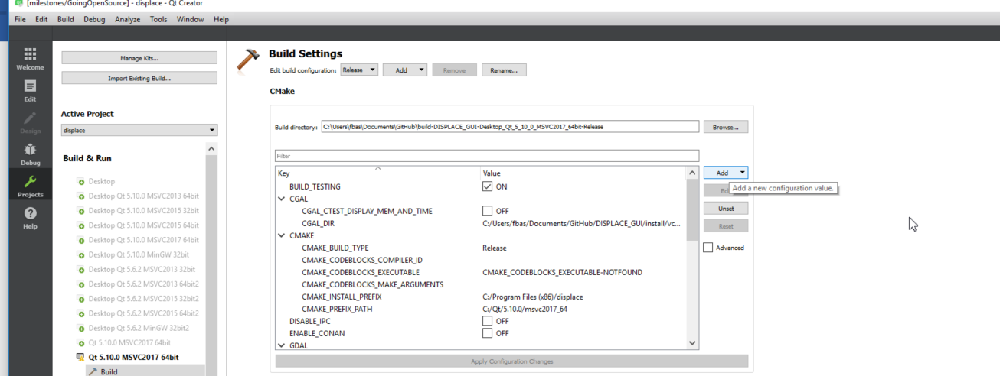 [milestones/GoingOpenSource] - displace - Qt Creator
File Edit Build Debug Analyze Tools Window Help
Welcome
Edit
Design
Debug
Projects
Help
Manage Kits...
Import Existing Build...
Active Project
displace
Build & Run
Desktop
Desktop Qt 5.10.0 MSVC2013 64bit
Desktop Qt 5.10.0 MSVC2015 32bit
Desktop Qt 5.10.0 MSVC2015 64bit
Desktop Qt 5.10.0 MSVC2017 64bit
Desktop Qt 5.10.0 MinGW 32bit
Desktop Qt 5.6.2 MSVC2013 32bit
Desktop Qt 5.6.2 MSVC2013 64bit2
Desktop Qt 5.6.2 MSVC2015 32bit2
Desktop Qt 5.6.2 MSVC2015 64bit2
Desktop Qt 5.6.2 MinGW 32bit2
Qt 5.10.0 MSVC2017 64bit
Qt 5.10.0 MSVC2017 64bit
Build
Build Settings
Edit build configuration: Release Add Remove Rename...
CMake
Build directory: C:\Users\fbas\Documents\GitHub\build-DISPLACE_GUI-Desktop_Qt_5_10_0_MSVC2017_64bit-Release Browse...
Filter
Key Value
BUILD_TESTING ON
CGAL
CGAL_CTEST_DISPLAY_MEM_AND_TIME OFF
CGAL_DIR C:/Users/fbas/Documents/GitHub/DISPLACE_GUI/install/vc...
CMAKE
CMAKE_BUILD_TYPE Release
CMAKE_CODEBLOCKS_COMPILER_ID
CMAKE_CODEBLOCKS_EXECUTABLE CMAKE_CODEBLOCKS_EXECUTABLE-NOTFOUND
CMAKE_CODEBLOCKS_MAKE_ARGUMENTS
CMAKE_INSTALL_PREFIX C:/Program Files (x86)/displace
CMAKE_PREFIX_PATH C:/Qt/5.10.0/msvc2017_64
DISABLE_IPC OFF
ENABLE_CONAN OFF
GDAL
Add
Add a new configuration value.
Unset
Reset
Advanced
Apply Configuration Changes